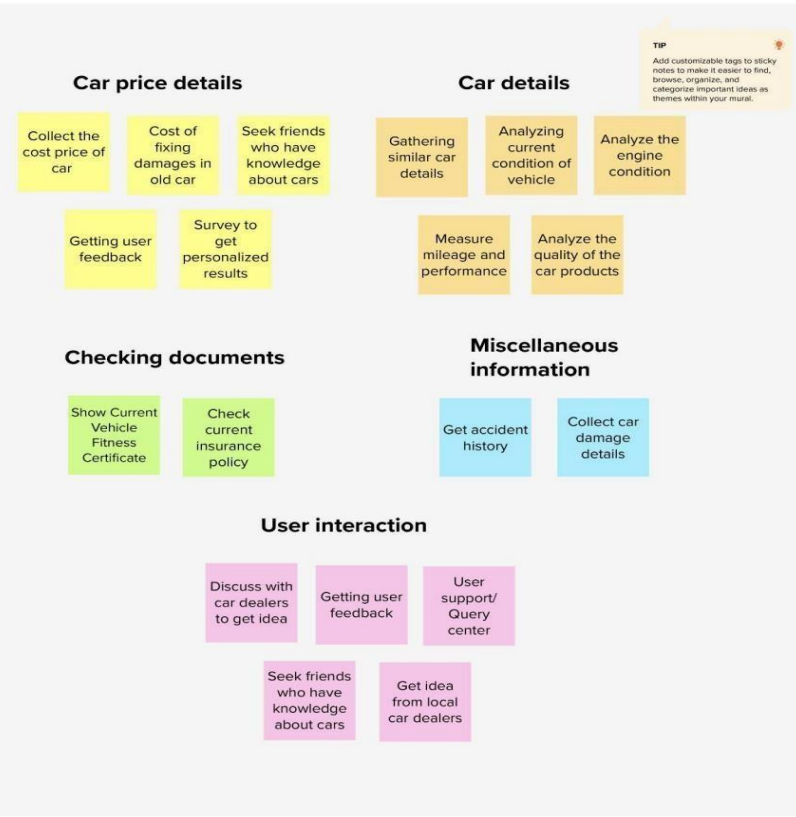 TIP
Add customizable tags to sticky
notes to make it easier to find,
browse, organize, and
categorize important ideas as
themes within your mural.
Car price details
Collect the
cost price of
car
Cost of
fixing
damages in
old car
Seek friends
who have
knowledge
about cars
Getting user
feedback
Survey to
get
personalized
results
Car details
Gathering
similar car
details
Analyzing
current
condition of
vehicle
Analyze the
engine
condition
Measure
mileage and
performance
Analyze the
quality of the
car products
Checking documents
Show Current
Vehicle
Fitness
Certificate
Check
current
insurance
policy
Miscellaneous
information
Get accident
history
Collect car
damage
details
User interaction
Discuss with
car dealers
to get idea
Getting user
feedback
User
support/
Query
center
Seek friends
who have
knowledge
about cars
Get idea
from local
car dealers